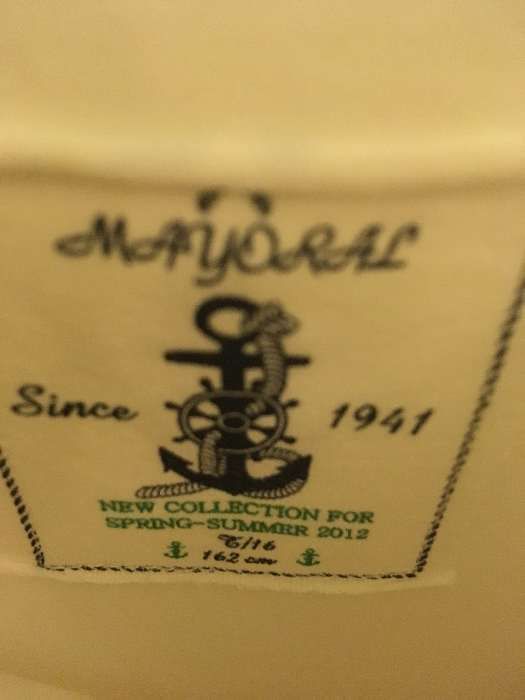 MAYORAL
Since 1941
NEW COLLECTION FOR
SPRING-SUMMER 2012
T/16
162 cm